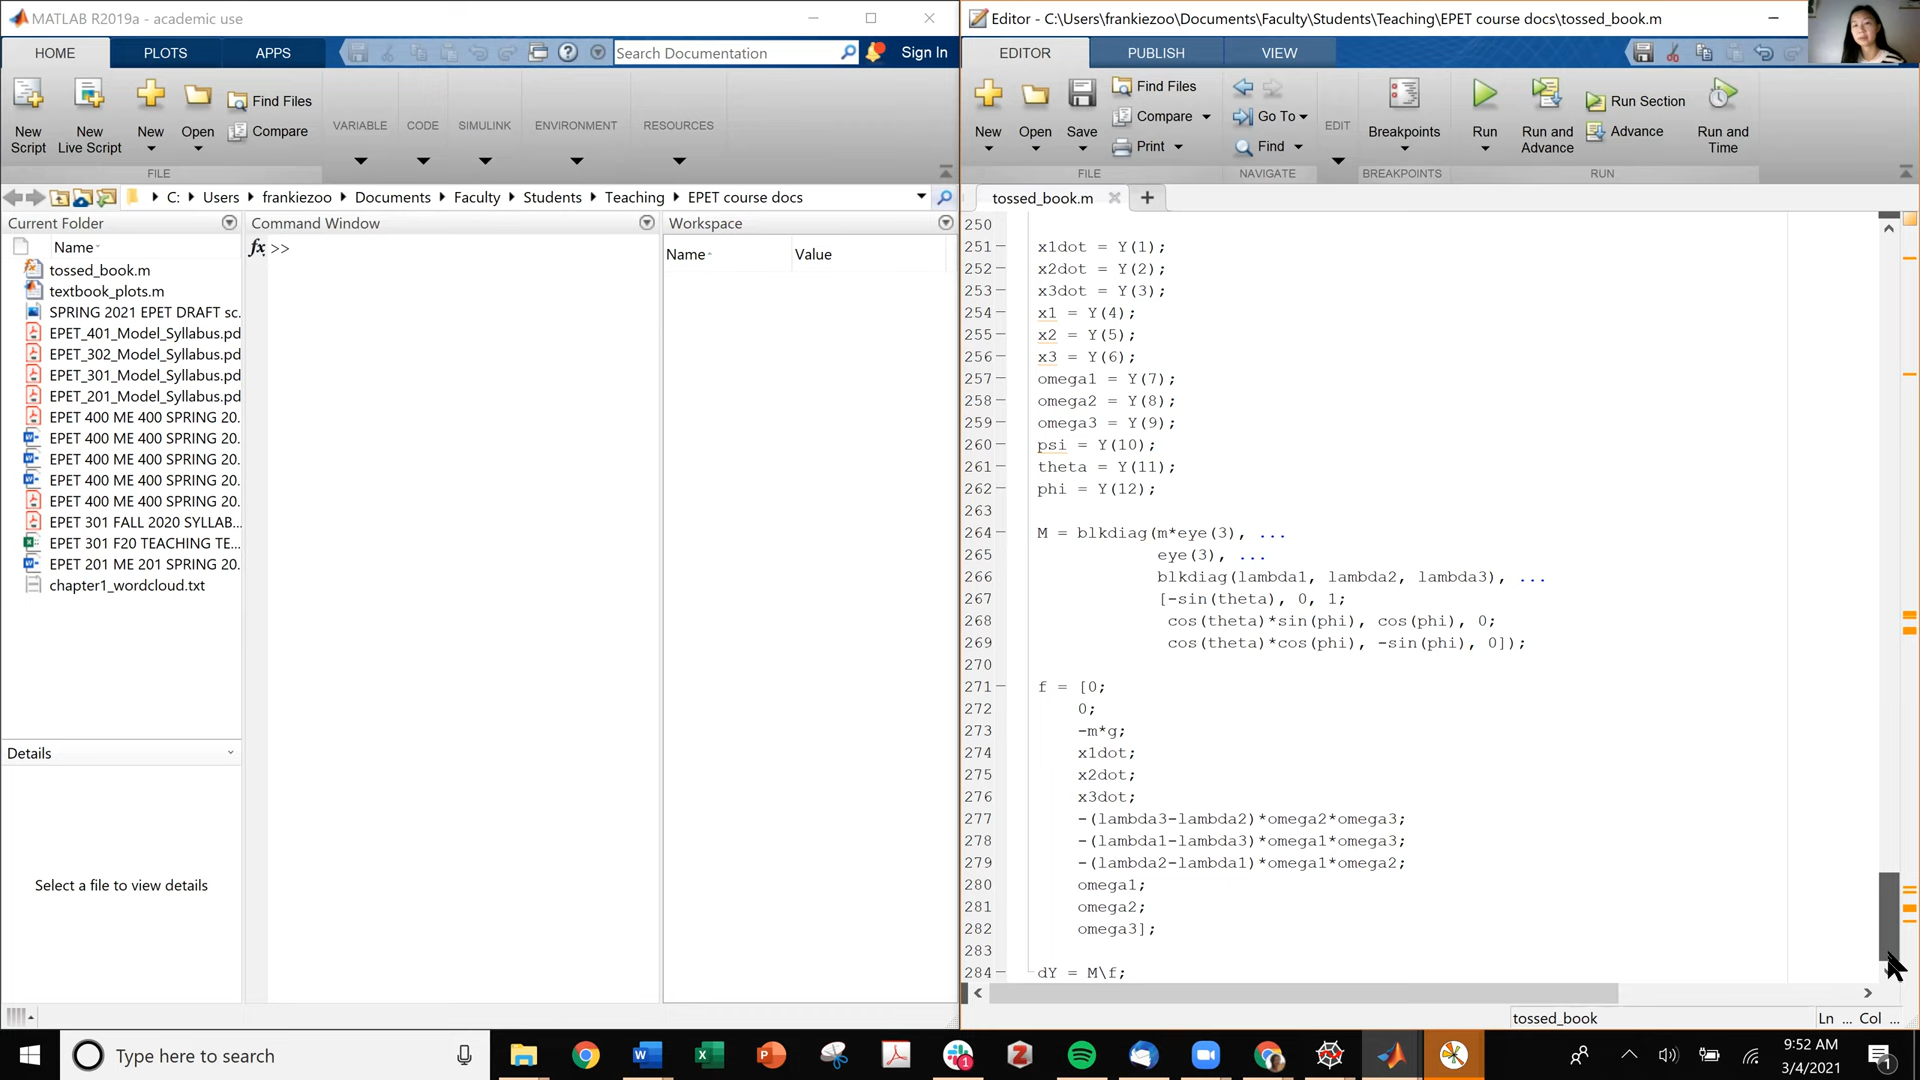 MATLAB R2019a - academic use
HOME PLOTS APPS
Search Documentation
Sign In
New Script
New Live Script
New
Open
Find Files
Compare
VARIABLE CODE SIMULINK ENVIRONMENT RESOURCES
FILE
C: Users frankiezoo Documents Faculty Students Teaching EPET course docs
Current Folder
Name
tossed_book.m
textbook_plots.m
SPRING 2021 EPET DRAFT sc.
EPET_401_Model_Syllabus.pd
EPET_302_Model_Syllabus.pd
EPET_301_Model_Syllabus.pd
EPET_201_Model_Syllabus.pd
EPET 400 ME 400 SPRING 20.
EPET 400 ME 400 SPRING 20.
EPET 400 ME 400 SPRING 20.
EPET 400 ME 400 SPRING 20.
EPET 400 ME 400 SPRING 20.
EPET 301 FALL 2020 SYLLAB...
EPET 301 F20 TEACHING TE...
EPET 201 ME 201 SPRING 20.
chapter1_wordcloud.txt
Details
Select a file to view details
Command Window
fx >>
Workspace
Name Value
Editor - C:\Users\frankiezoo\Documents\Faculty\Students\Teaching\EPET course docs\tossed_book.m
EDITOR PUBLISH VIEW
New
Open
Save
Find Files
Compare
Print
Go To
Find
EDIT
Breakpoints
Run
Run and Advance
Run Section
Advance
Run and Time
FILE NAVIGATE BREAKPOINTS RUN
tossed_book.m
250
251 x1dot = Y(1);
252 x2dot = Y(2);
253 x3dot = Y(3);
254 x1 = Y(4);
255 x2 = Y(5);
256 x3 = Y(6);
257 omega1 = Y(7);
258 omega2 = Y(8);
259 omega3 = Y(9);
260 psi = Y(10);
261 theta = Y(11);
262 phi = Y(12);
263
264 M = blkdiag(m*eye(3), ...
265 eye(3), ...
266 blkdiag(lambda1, lambda2, lambda3), ...
267 [-sin(theta), 0, 1;
268 cos(theta)*sin(phi), cos(phi), 0;
269 cos(theta)*cos(phi), -sin(phi), 0]);
270
271 f = [0;
272 0;
273 -m*g;
274 x1dot;
275 x2dot;
276 x3dot;
277 -(lambda3-lambda2)*omega2*omega3;
278 -(lambda1-lambda3)*omega1*omega3;
279 -(lambda2-lambda1)*omega1*omega2;
280 omega1;
281 omega2;
282 omega3];
283
284 dY = M\f;
tossed_book
Ln ... Col ...
Type here to search
9:52 AM
3/4/2021
1
1